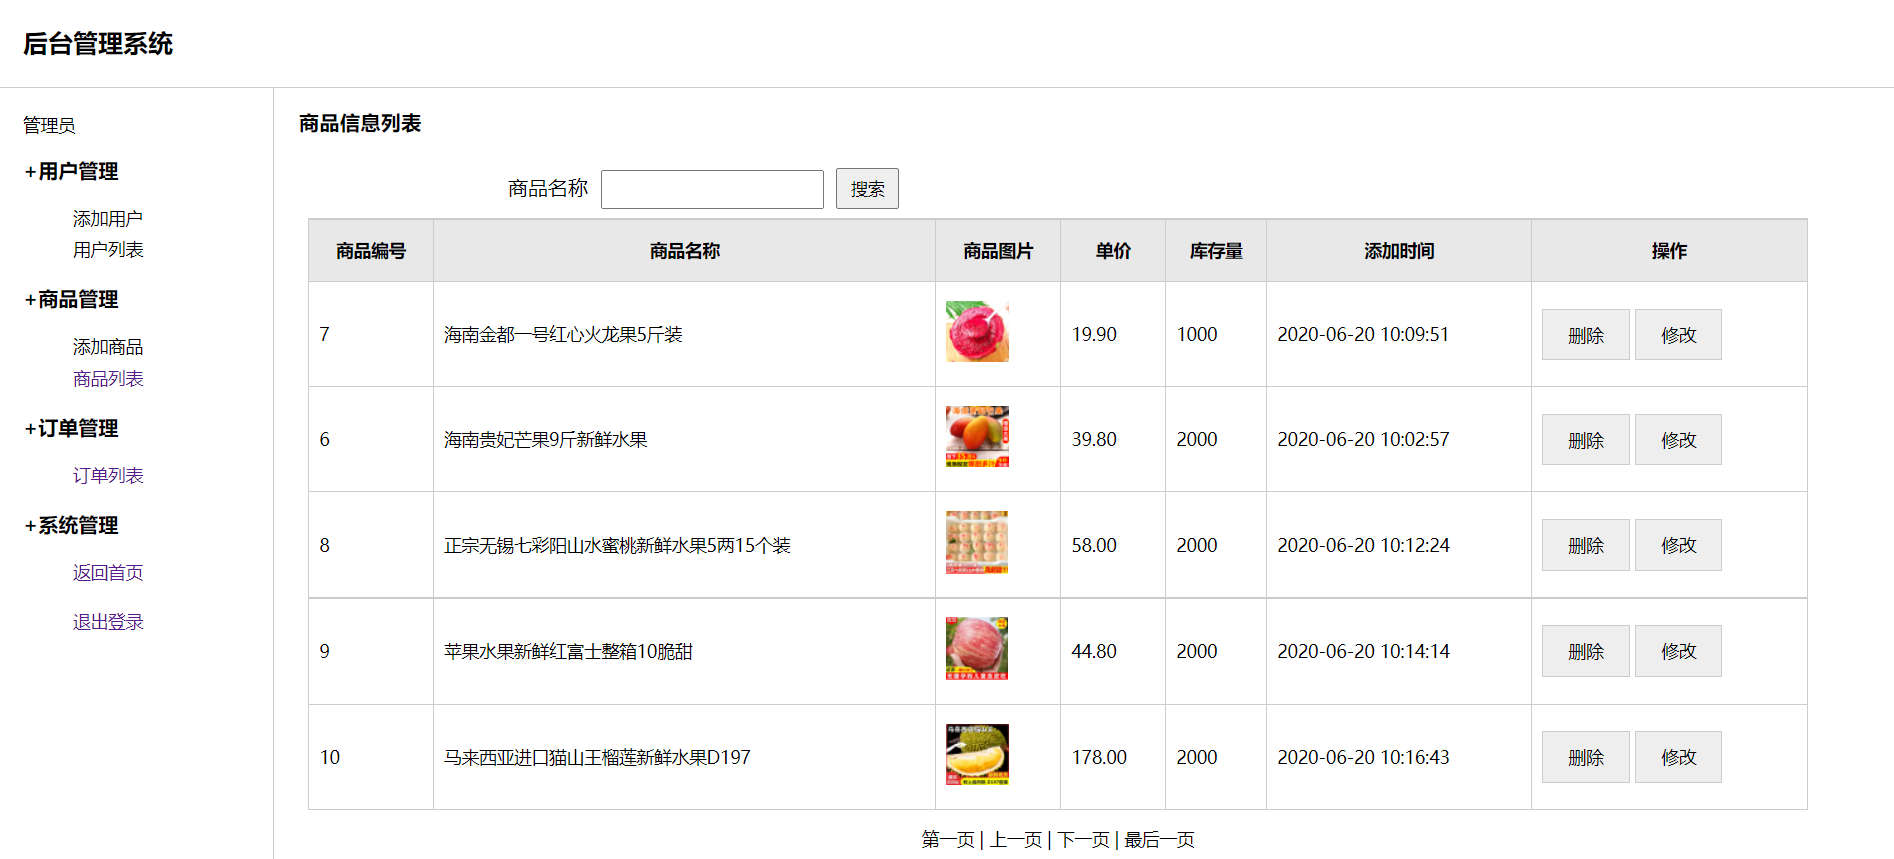 后台管理系统
管理员
+用户管理
添加用户
用户列表
+商品管理
添加商品
商品列表
+订单管理
订单列表
+系统管理
返回首页
退出登录
商品信息列表
商品名称 搜索
商品编号 商品名称 商品图片 单价 库存量 添加时间 操作
7 海南金都一号红心火龙果5斤装 19.90 1000 2020-06-20 10:09:51 删除 修改
6 海南贵妃芒果9斤新鲜水果 39.80 2000 2020-06-20 10:02:57 删除 修改
8 正宗无锡七彩阳山水蜜桃新鲜水果5两15个装 58.00 2000 2020-06-20 10:12:24 删除 修改
9 苹果水果新鲜红富士整箱10脆甜 44.80 2000 2020-06-20 10:14:14 删除 修改
10 马来西亚进口猫山王榴莲新鲜水果D197 178.00 2000 2020-06-20 10:16:43 删除 修改
第一页 | 上一页 | 下一页 | 最后一页